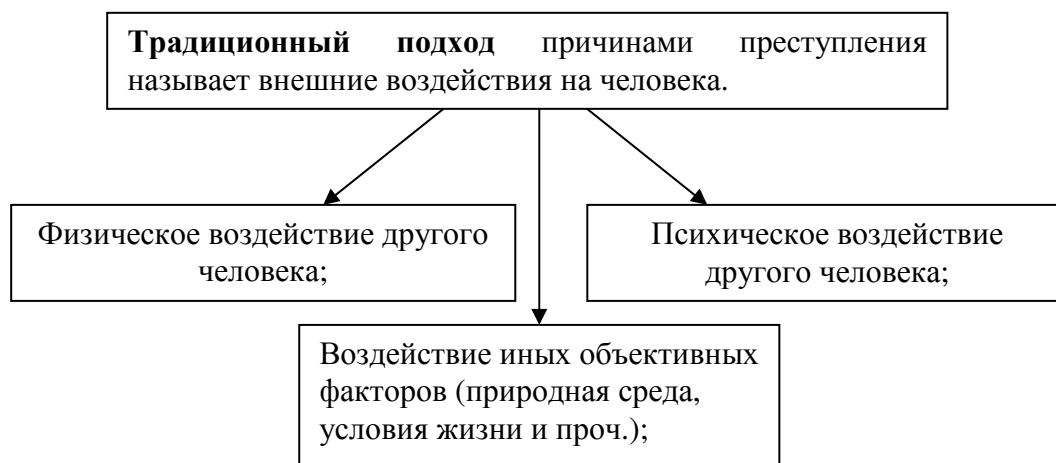 Традиционный подход причинами преступления
называет внешние воздействия на человека.
Физическое воздействие другого
человека;
Психическое воздействие
другого человека;
Воздействие иных объективных
факторов (природная среда,
условия жизни и проч.);